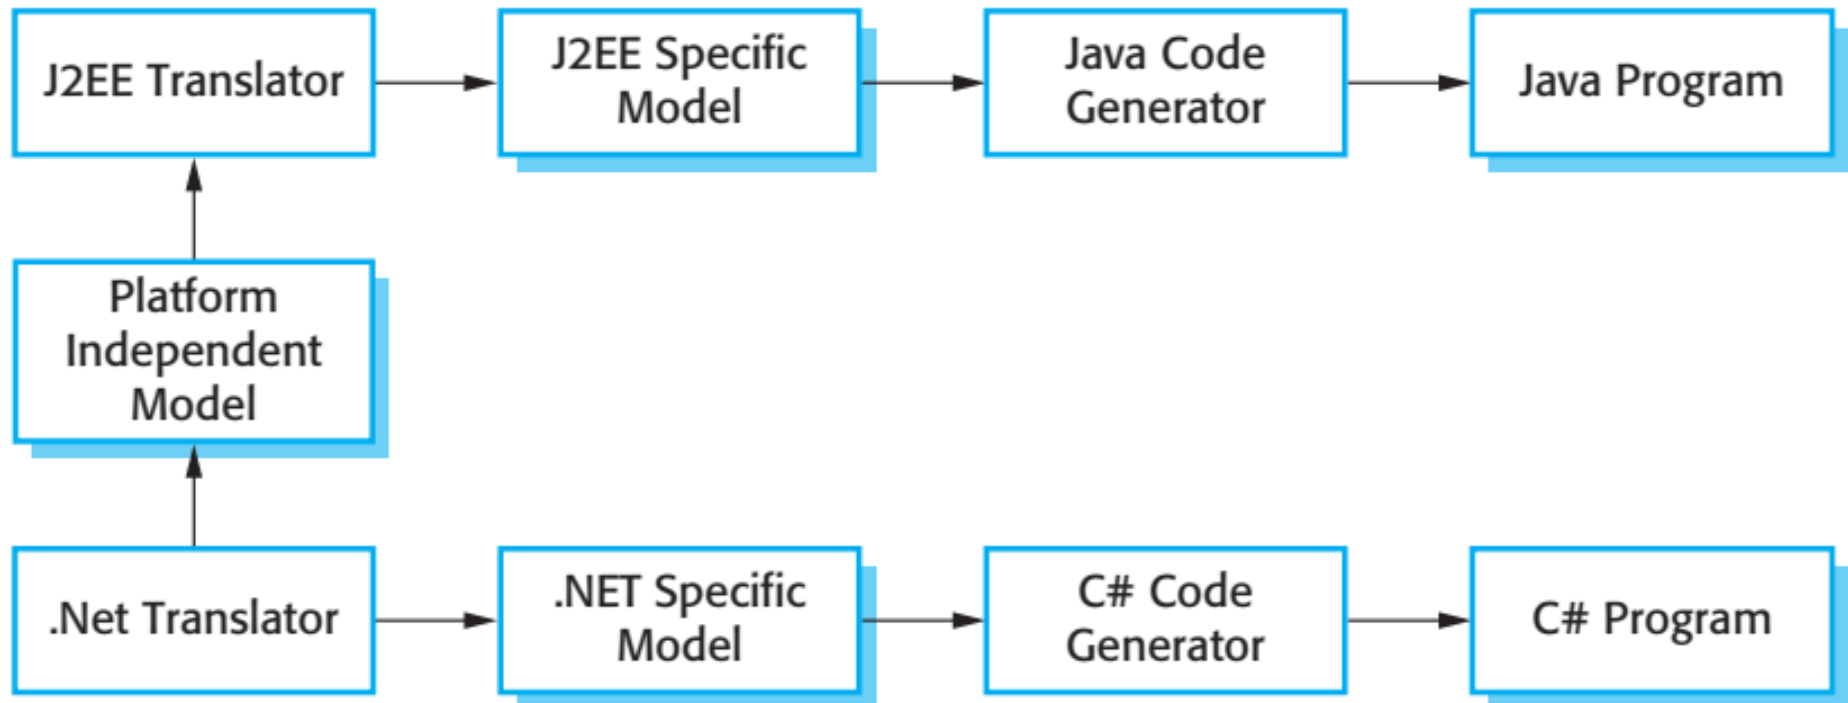 J2EE Translator
J2EE Specific
Model
Java Code
Generator
Java Program
Platform
Independent
Model
.Net Translator
.NET Specific
Model
C# Code
Generator
C# Program